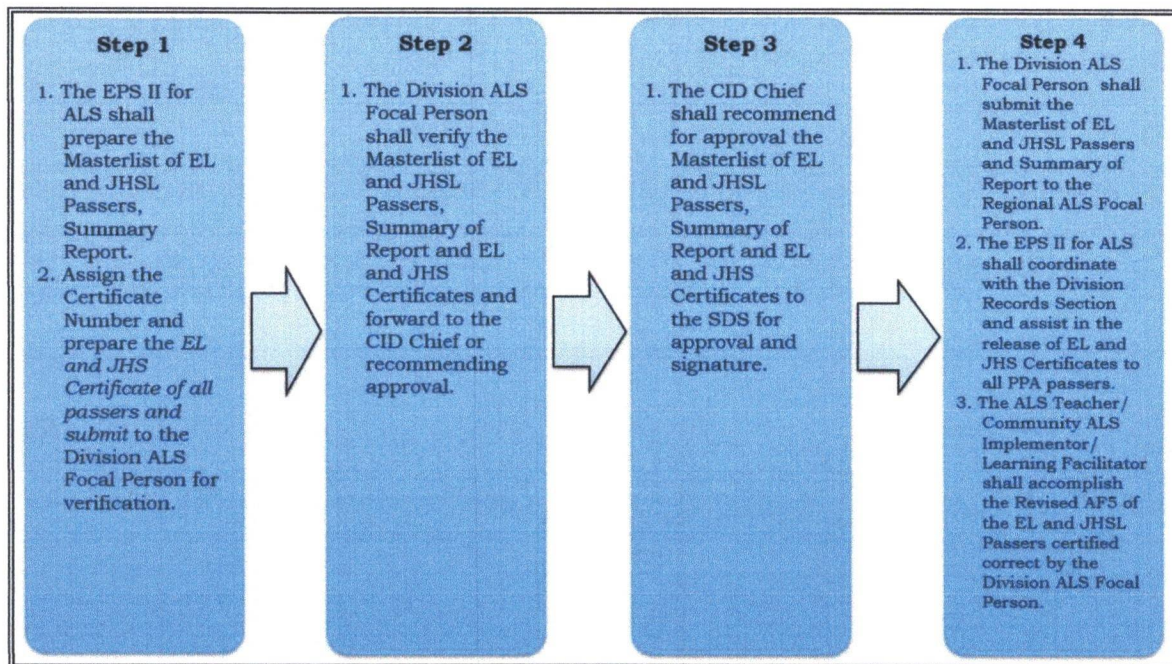 Step 1
1. The EPS II for
ALS shall
prepare the
Masterlist of EL
and JHSL
Passers,
Summary
Report.
2. Assign the
Certificate
Number and
prepare the EL
and JHS
Certificate of all
passers and
submit to the
Division ALS
Focal Person for
verification.
Step 2
1. The Division ALS
Focal Person
shall verify the
Masterlist of EL
and JHSL
Passers,
Summary of
Report and EL
and JHS
Certificates and
forward to the
CID Chief or
recommending
approval.
Step 3
1. The CID Chief
shall recommend
for approval the
Masterlist of EL
and JHSL
Passers,
Summary of
Report and EL
and JHS
Certificates to
the SDS for
approval and
signature.
Step 4
1. The Division ALS
Focal Person shall
submit the
Masterlist of EL
and JHSL Passers
and Summary of
Report to the
Regional ALS Focal
Person.
2. The EPS II for ALS
shall coordinate
with the Division
Records Section
and assist in the
release of EL and
JHS Certificates to
all PPA passers.
3. The ALS Teacher/
Community ALS
Implementor/
Learning Facilitator
shall accomplish
the Revised AF5 of
the EL and JHSL
Passers certified
correct by the
Division ALS Focal
Person.